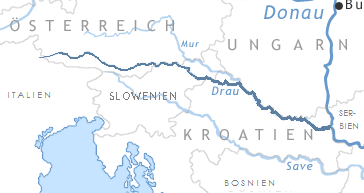 Donau
Bu
ÖSTERREICH
Mur
UNGARN
ITALIEN
SLOWENIEN
Drau
SER-
BIEN
KROATIEN
Save
BOSNIEN